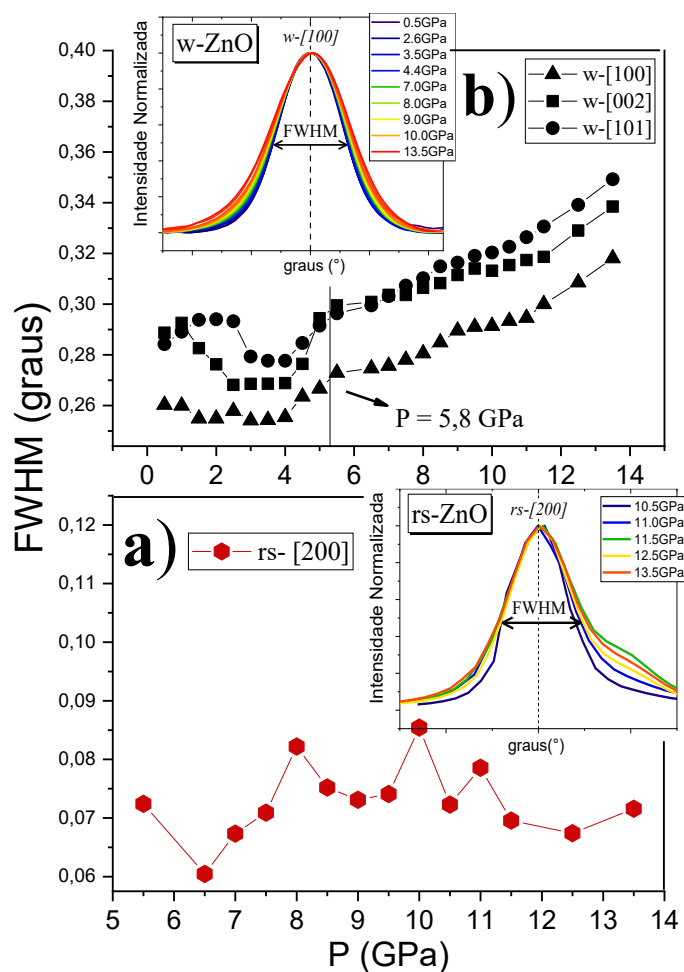 w-ZnO
w-[100]
Intensidade Normalizada
FWHM
graus (°)
0.5GPa
2.6GPa
3.5GPa
4.4GPa
7.0GPa
8.0GPa
9.0GPa
10.0GPa
13.5GPa
b)
w-[100]
w-[002]
w-[101]
0,40
0,38
0,36
0,34
0,32
0,30
0,28
0,26
P = 5,8 GPa
0 2 4 6 8 10 12 14
FWHM (graus)
a)
rs- [200]
rs-ZnO
rs-[200]
Intensidade Normalizada
FWHM
graus(°)
10.5GPa
11.0GPa
11.5GPa
12.5GPa
13.5GPa
0,12
0,11
0,10
0,09
0,08
0,07
0,06
5 6 7 8 9 10 11 12 13 14
P (GPa)